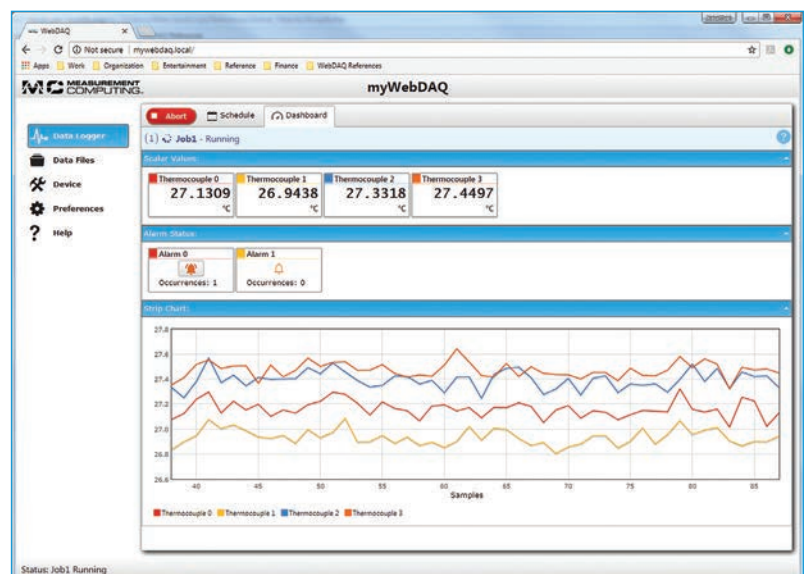 WebDAQ
Not secure | mywebdaq.local/
Apps Work Organization Entertainment Reference Finance WebDAQ References
MC MEASUREMENT COMPUTING.
myWebDAQ
Abort Schedule Dashboard
Data Logger
Data Files
Device
Preferences
Help
(1) Job1 - Running
Scalar Values:
Thermocouple 0 Thermocouple 1 Thermocouple 2 Thermocouple 3
27.1309 26.9438 27.3318 27.4497
°C °C °C °C
Alarm Status:
Alarm 0 Alarm 1
Occurrences: 1 Occurrences: 0
Strip Chart:
27.8
27.6
27.4
27.2
27.0
26.8
26.6
40 45 50 55 60 65 70 75 80 85
Samples
Thermocouple 0 Thermocouple 1 Thermocouple 2 Thermocouple 3
Status: Job1 Running